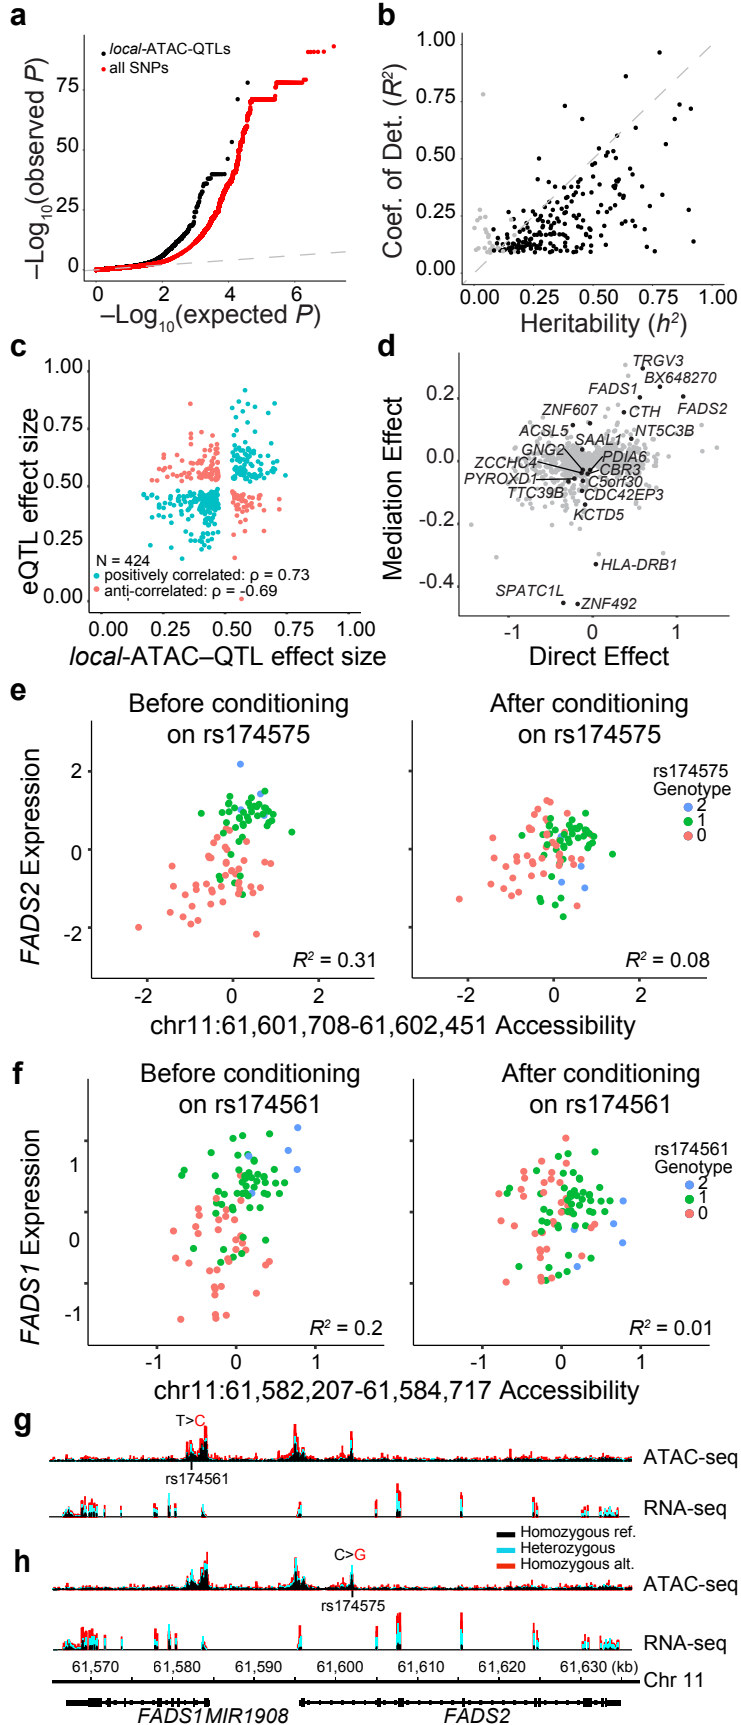 a
local-ATAC-QTLs
all SNPs
75
50
25
0
–Log10(observed P)
0 2 4 6
–Log10(expected P)
b
1.00
0.75
0.50
0.25
0.00
Coef. of Det. (R2)
0.00 0.25 0.50 0.75 1.00
Heritability (h2)
c
1.00
0.75
0.50
0.25
0.00
eQTL effect size
N = 424
positively correlated: ρ = 0.73
anti-correlated: ρ = -0.69
0.00 0.25 0.50 0.75 1.00
local-ATAC–QTL effect size
d
0.2
0.0
-0.2
-0.4
Mediation Effect
TRGV3
BX648270
FADS1
FADS2
CTH
ZNF607
ACSL5
NT5C3B
SAAL1
GNG2
PDIA6
ZCCHC4
CBR3
PYROXD1
C5orf30
TTC39B
CDC42EP3
KCTD5
HLA-DRB1
SPATC1L
ZNF492
-1 0 1
Direct Effect
e
Before conditioning
on rs174575
After conditioning
on rs174575
FADS2 Expression
2
0
-2
R2 = 0.31
R2 = 0.08
rs174575
Genotype
2
1
0
-2 0 2
-2 0 2
chr11:61,601,708-61,602,451 Accessibility
f
Before conditioning
on rs174561
After conditioning
on rs174561
FADS1 Expression
1
0
-1
R2 = 0.2
R2 = 0.01
rs174561
Genotype
2
1
0
-1 0 1
-1 0 1
chr11:61,582,207-61,584,717 Accessibility
g
T>C
rs174561
ATAC-seq
RNA-seq
Homozygous ref.
Heterozygous
Homozygous alt.
h
C>G
rs174575
ATAC-seq
RNA-seq
61,570 61,580 61,590 61,600 61,610 61,620 61,630 (kb)
Chr 11
FADS1 MIR1908 FADS2